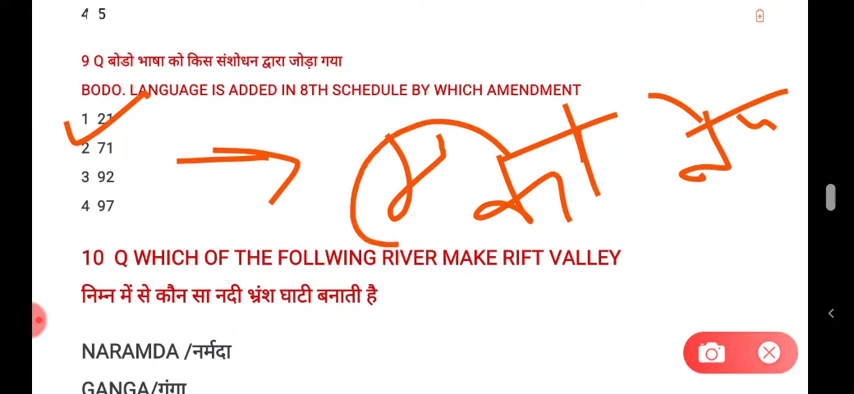 4 5
9 Q बोडो भाषा को किस संशोधन द्वारा जोड़ा गया
BODO. LANGUAGE IS ADDED IN 8TH SCHEDULE BY WHICH AMENDMENT
1 21
2 71
3 92
4 97
10 Q WHICH OF THE FOLLWING RIVER MAKE RIFT VALLEY
निम्न में से कौन सा नदी भ्रंश घाटी बनाती है
NARAMDA /नर्मदा
GANGA/गंगा